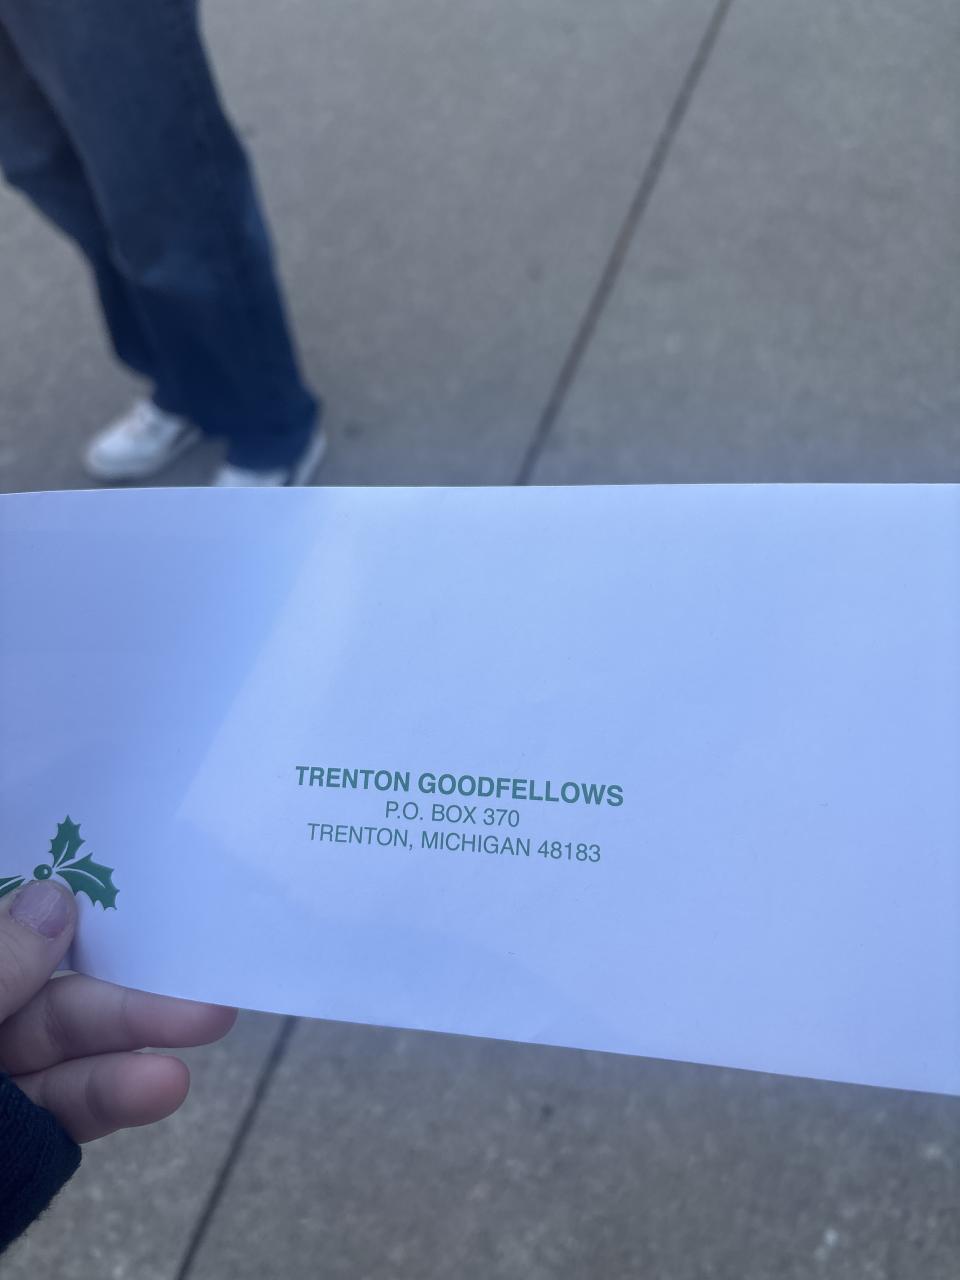 TRENTON GOODFELLOWS
P.O. BOX 370
TRENTON, MICHIGAN 48183